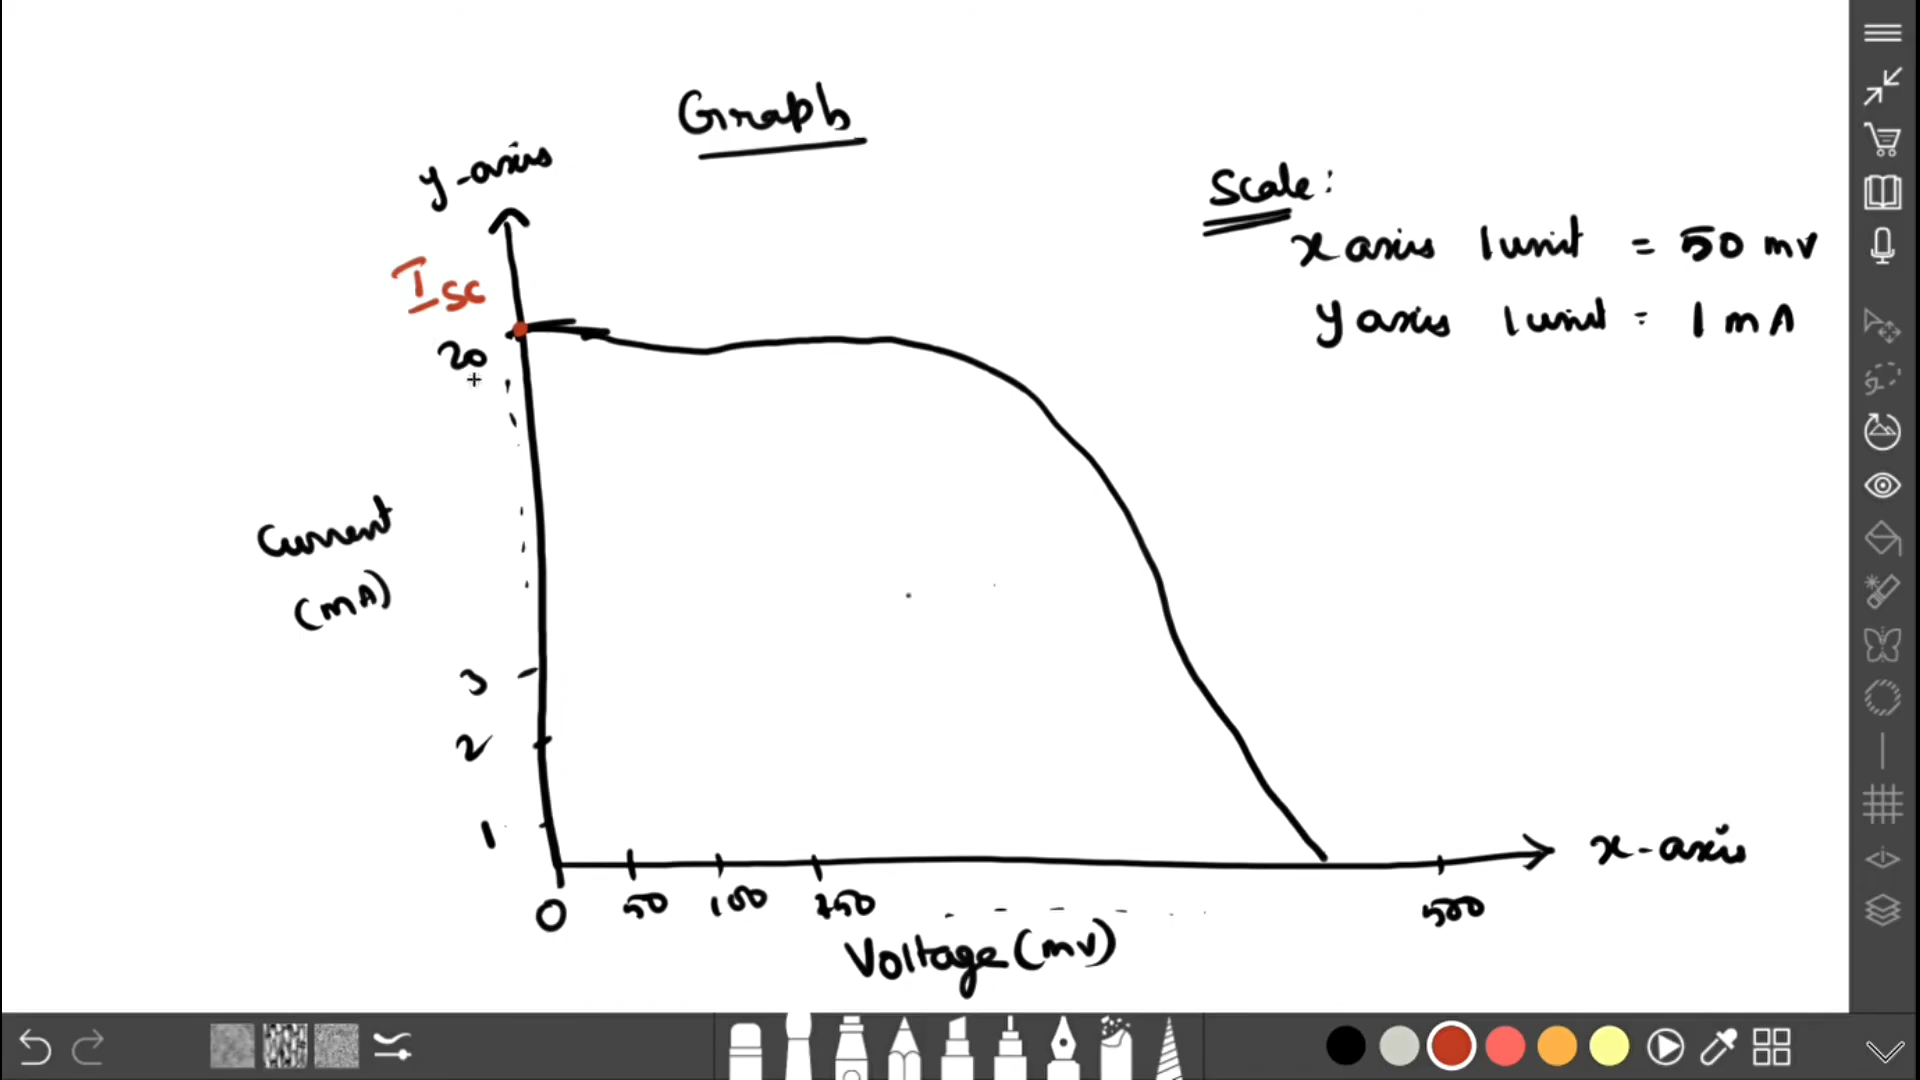 Graph
y-axis
Scale:
x axis 1 unit = 50 mv
y axis 1 unit = 1 mA
Isc
20
Current
(mA)
3
2
1
x-axis
0 50 100 150 500
Voltage (mv)